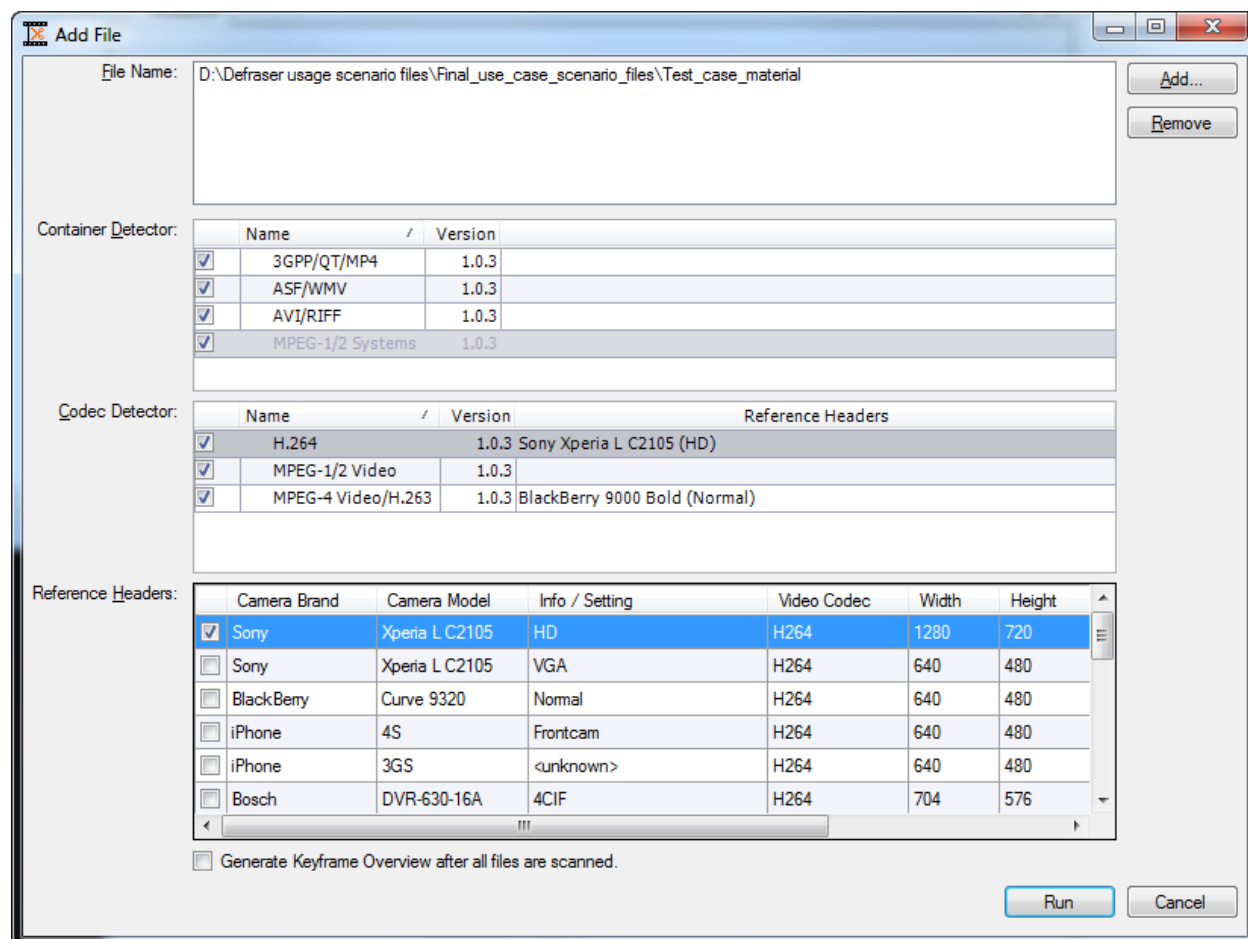 Add File
File Name:
D:\Defraser usage scenario files\Final_use_case_scenario_files\Test_case_material
Add...
Remove
Container Detector:
Name / Version
3GPP/QT/MP4 1.0.3
ASF/WMV 1.0.3
AVI/RIFF 1.0.3
MPEG-1/2 Systems 1.0.3
Codec Detector:
Name / Version Reference Headers
H.264 1.0.3 Sony Xperia L C2105 (HD)
MPEG-1/2 Video 1.0.3
MPEG-4 Video/H.263 1.0.3 BlackBerry 9000 Bold (Normal)
Reference Headers:
Camera Brand Camera Model Info / Setting Video Codec Width Height
Sony Xperia L C2105 HD H264 1280 720
Sony Xperia L C2105 VGA H264 640 480
BlackBerry Curve 9320 Normal H264 640 480
iPhone 4S Frontcam H264 640 480
iPhone 3GS <unknown> H264 640 480
Bosch DVR-630-16A 4CIF H264 704 576
Generate Keyframe Overview after all files are scanned.
Run Cancel